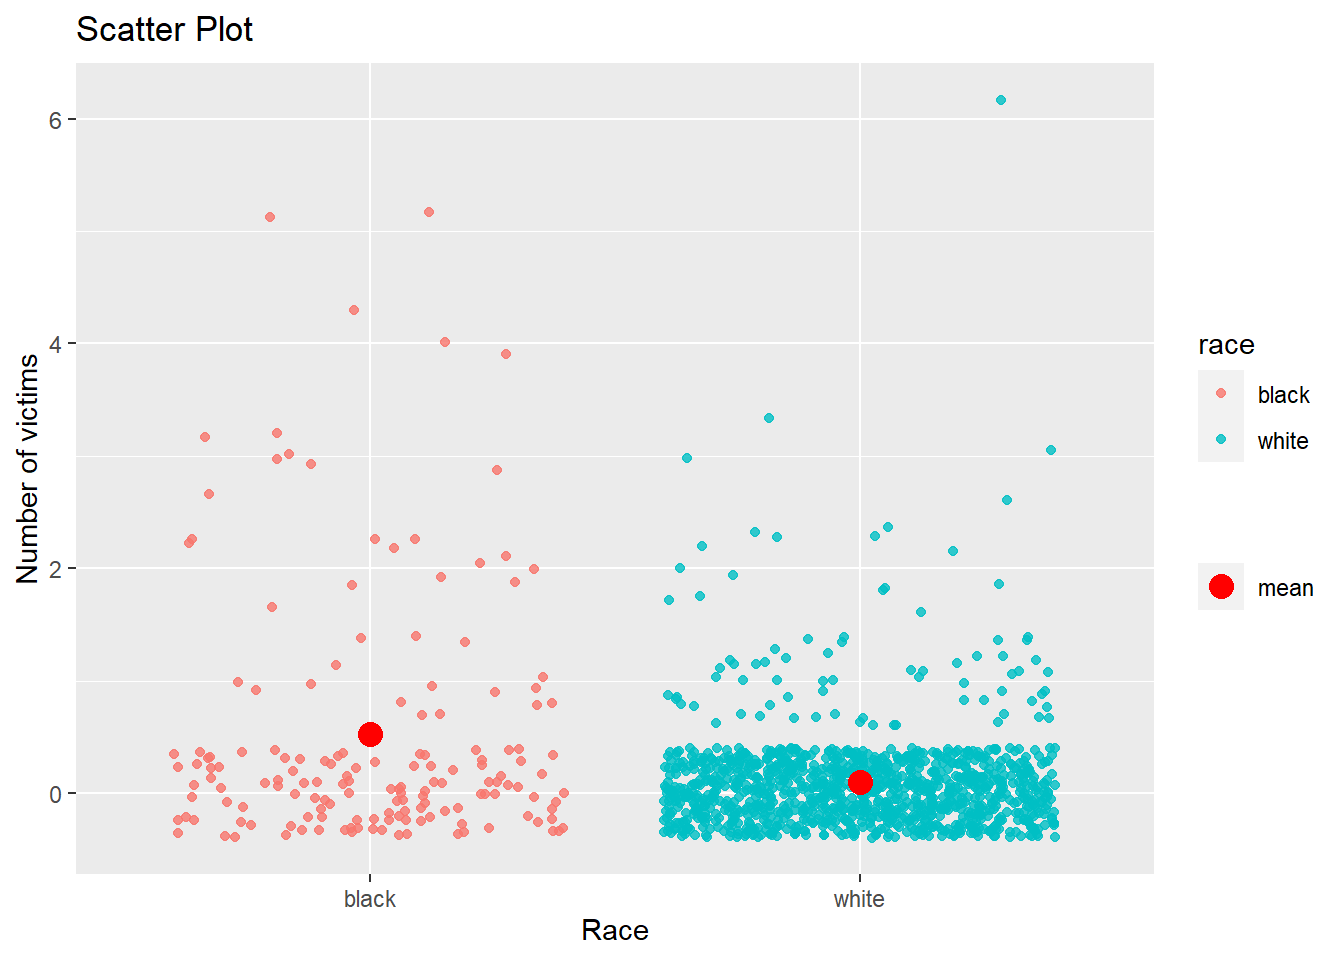 Scatter Plot
Number of victims
6
4
2
0
black
white
Race
race
black
white
mean